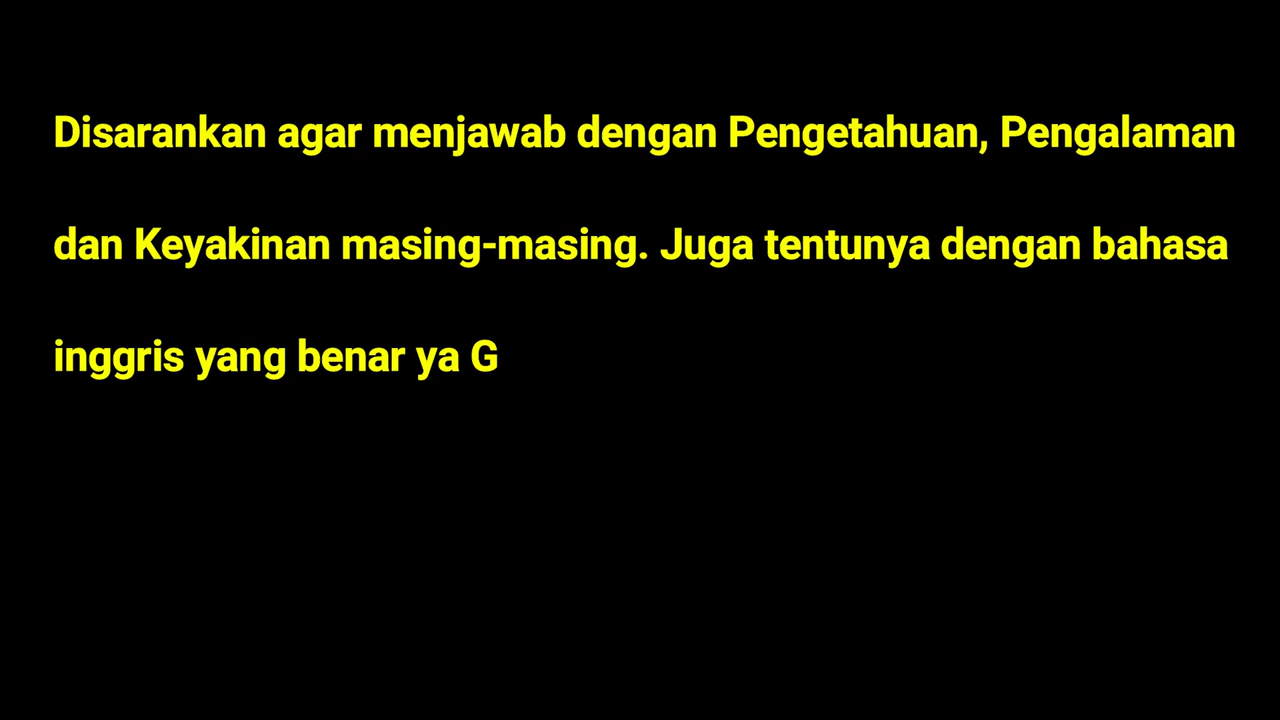 Disarankan agar menjawab dengan Pengetahuan, Pengalaman
dan Keyakinan masing-masing. Juga tentunya dengan bahasa
inggris yang benar ya G